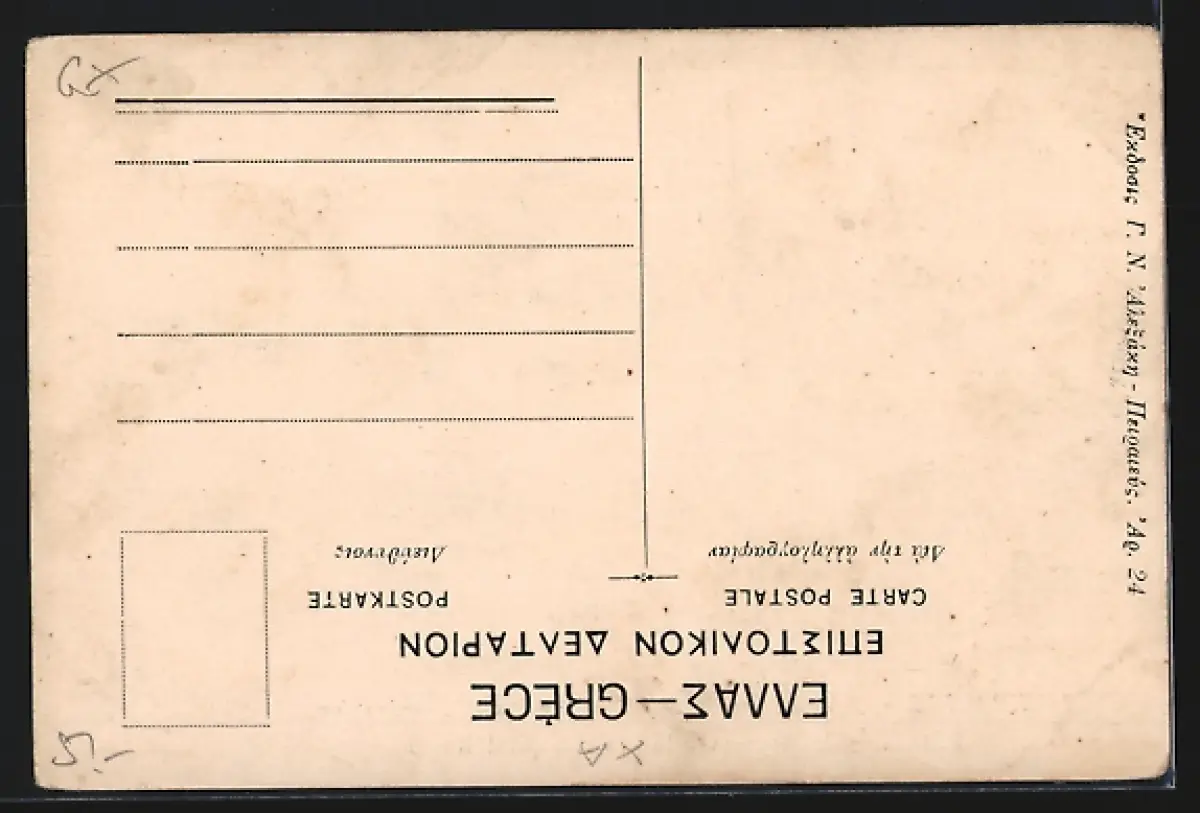 ΕΛΛΑΣ—GRÈCE
ΕΠΙΣΤΟΛΙΚΟΝ ΔΕΛΤΑΡΙΟΝ
CARTE POSTALE
POSTKARTE
Διὰ τὴν ἀλληλογραφίαν
Διεύθυνσις
Ἔκδοσις Γ. Ν. Ἀλεξάκη - Πειραιεύς. Ἀρ. 24